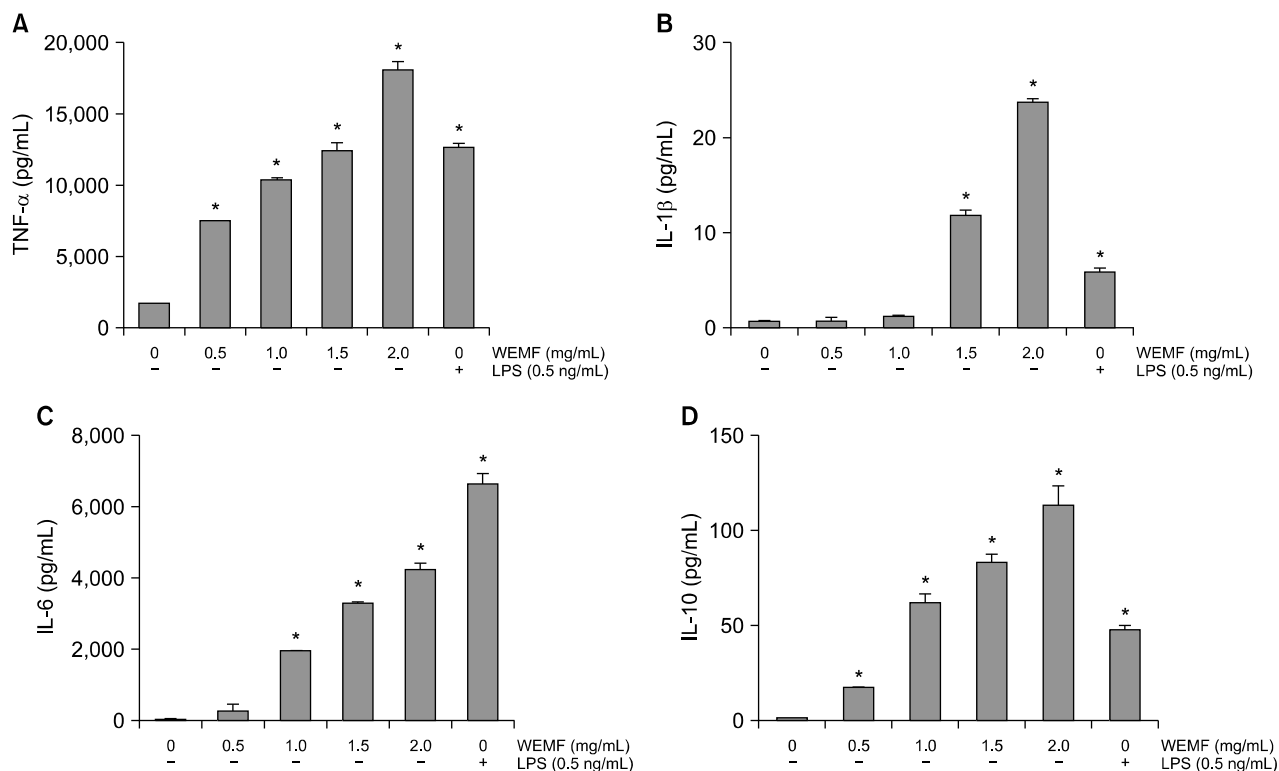 A
TNF-α (pg/mL)
20,000
15,000
10,000
5,000
0
* * * * *
0 0.5 1.0 1.5 2.0 0 WEMF (mg/mL)
– – – – – + LPS (0.5 ng/mL)
B
IL-1β (pg/mL)
30
20
10
0
* * *
0 0.5 1.0 1.5 2.0 0 WEMF (mg/mL)
– – – – – + LPS (0.5 ng/mL)
C
IL-6 (pg/mL)
8,000
6,000
4,000
2,000
0
* * * *
0 0.5 1.0 1.5 2.0 0 WEMF (mg/mL)
– – – – – + LPS (0.5 ng/mL)
D
IL-10 (pg/mL)
150
100
50
0
* * * * *
0 0.5 1.0 1.5 2.0 0 WEMF (mg/mL)
– – – – – + LPS (0.5 ng/mL)